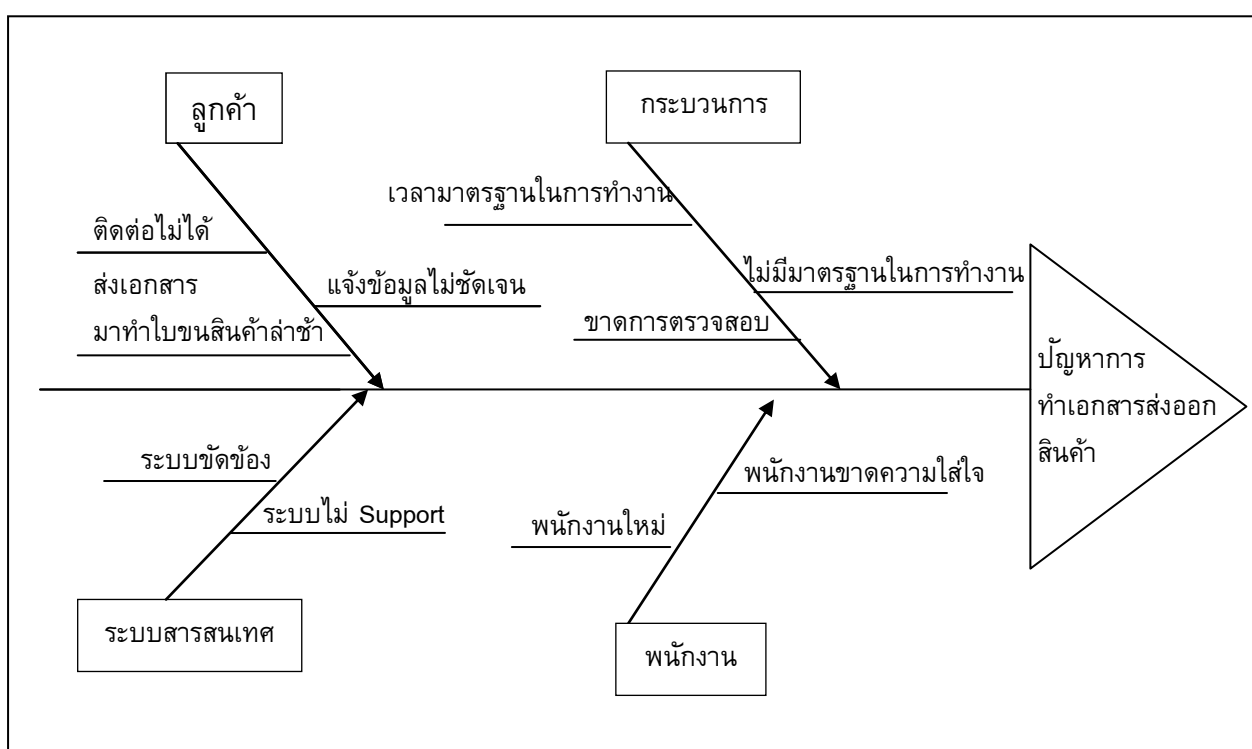 ลูกค้า
กระบวนการ
เวลามาตรฐานในการทำงาน
ติดต่อไม่ได้
ส่งเอกสาร
มาทำใบขนสินค้าล่าช้า
แจ้งข้อมูลไม่ชัดเจน
ไม่มีมาตรฐานในการทำงาน
ขาดการตรวจสอบ
ปัญหาการ
ทำเอกสารส่งออก
สินค้า
ระบบขัดข้อง
ระบบไม่ Support
พนักงานขาดความใส่ใจ
พนักงานใหม่
ระบบสารสนเทศ
พนักงาน